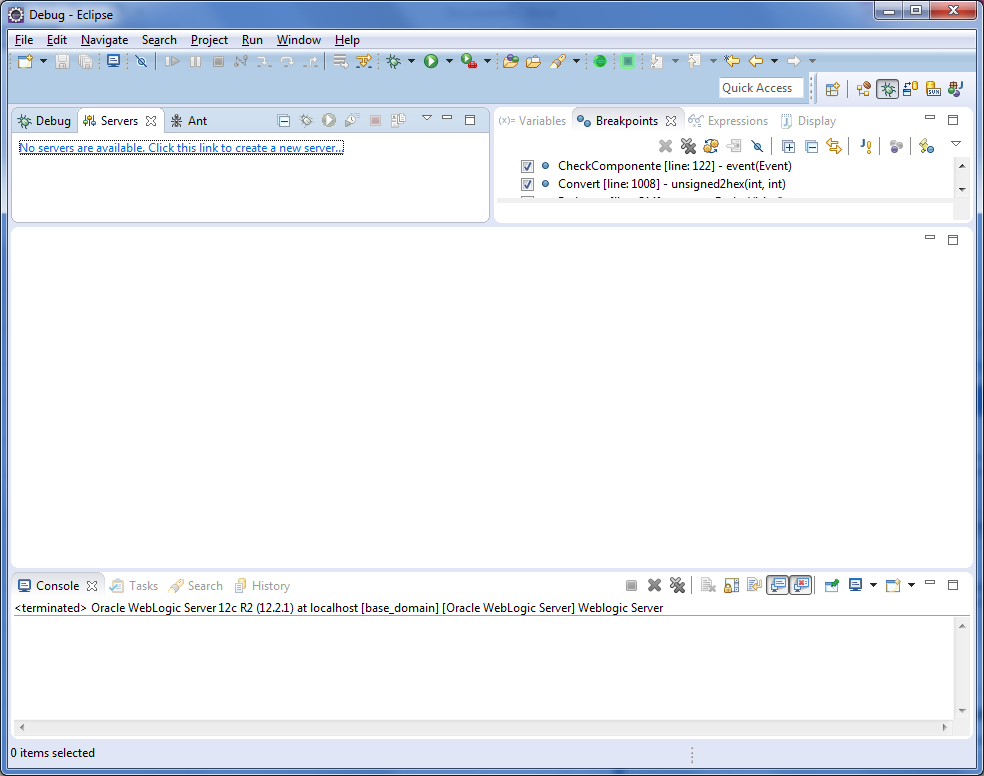 Debug - Eclipse
File Edit Navigate Search Project Run Window Help
Quick Access
SUN
Debug Servers Ant
(x)= Variables Breakpoints Expressions Display
No servers are available. Click this link to create a new server...
CheckComponente [line: 122] - event(Event)
Convert [line: 1008] - unsigned2hex(int, int)
Console Tasks Search History
<terminated> Oracle WebLogic Server 12c R2 (12.2.1) at localhost [base_domain] [Oracle WebLogic Server] Weblogic Server
0 items selected